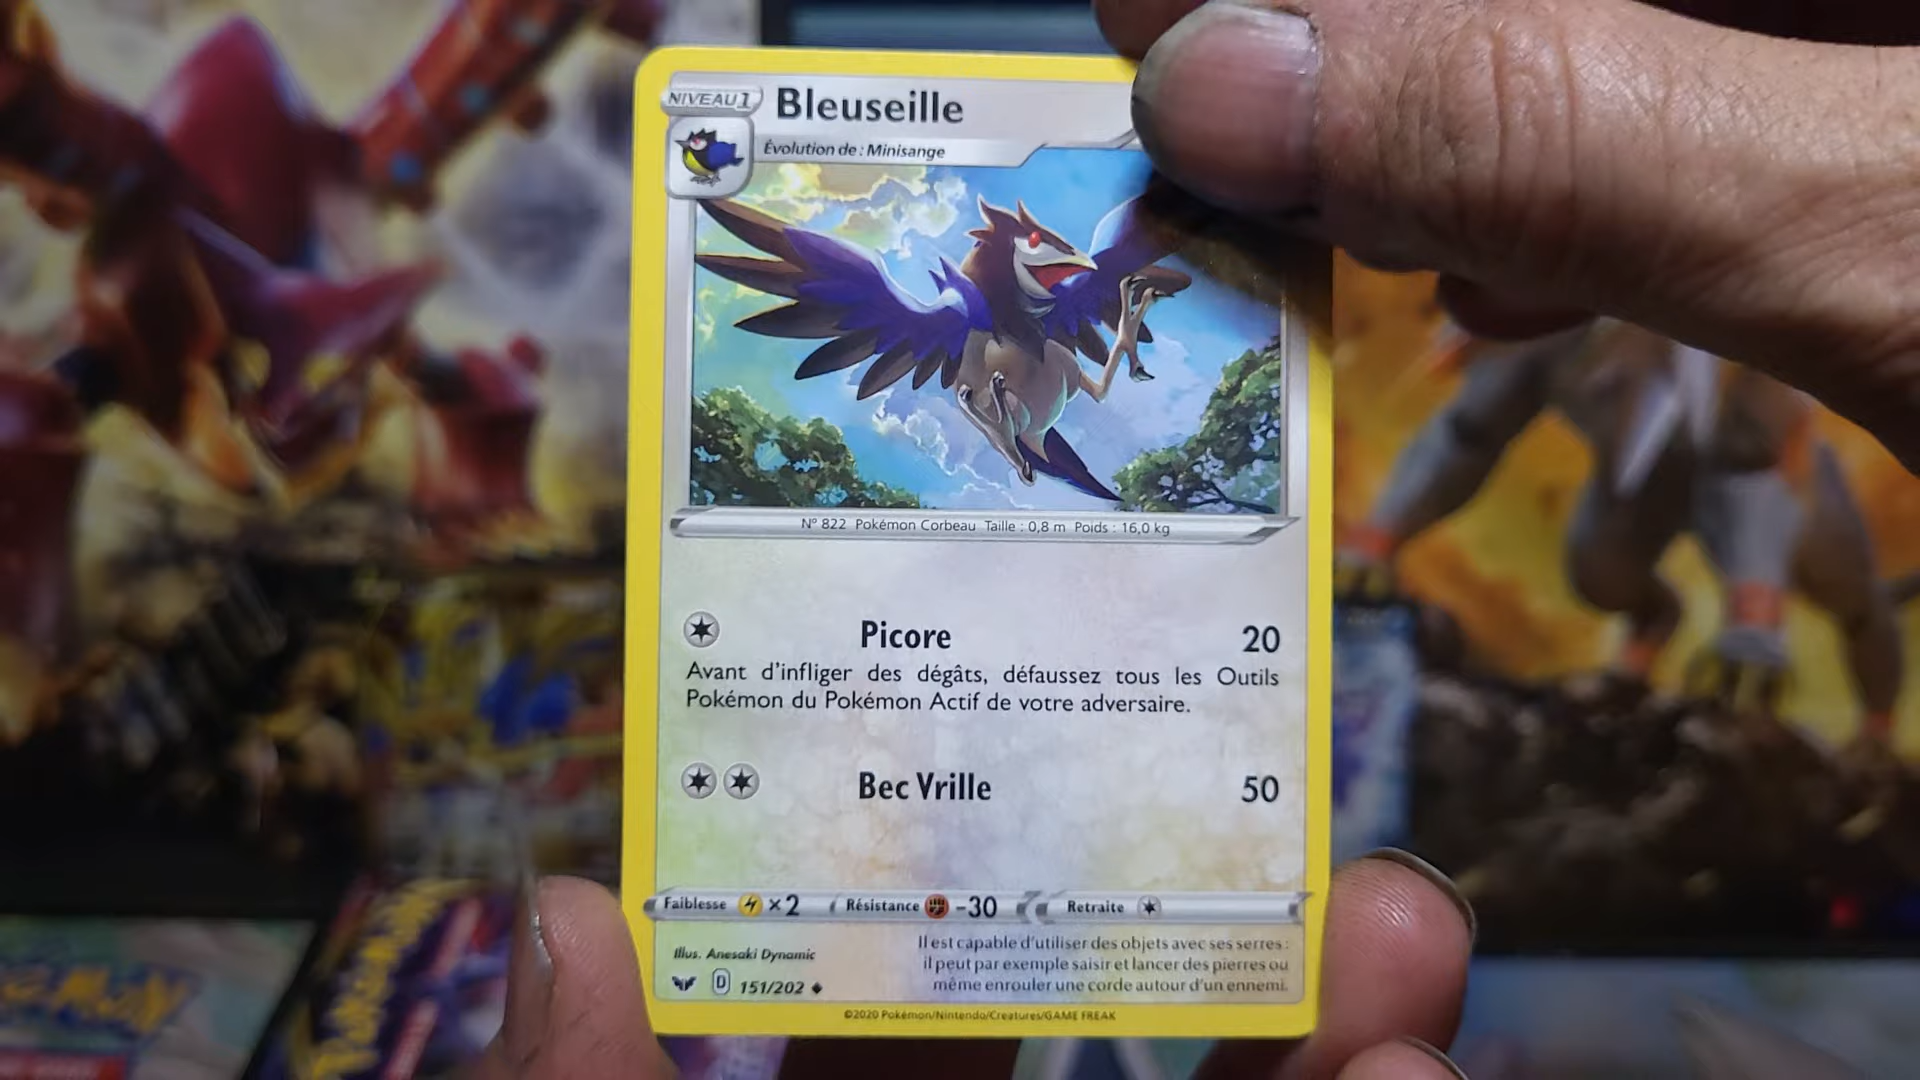 NIVEAU 1
Bleuseille
Évolution de : Minisange
N° 822 Pokémon Corbeau Taille : 0,8 m Poids : 16,0 kg
Picore 20
Avant d'infliger des dégâts, défaussez tous les Outils
Pokémon du Pokémon Actif de votre adversaire.
Bec Vrille 50
Faiblesse ×2 Résistance -30 Retraite
Illus. Anesaki Dynamic
Il est capable d'utiliser des objets avec ses serres :
il peut par exemple saisir et lancer des pierres ou
même enrouler une corde autour d'un ennemi.
D 151/202
©2020 Pokémon/Nintendo/Creatures/GAME FREAK
Pokémon